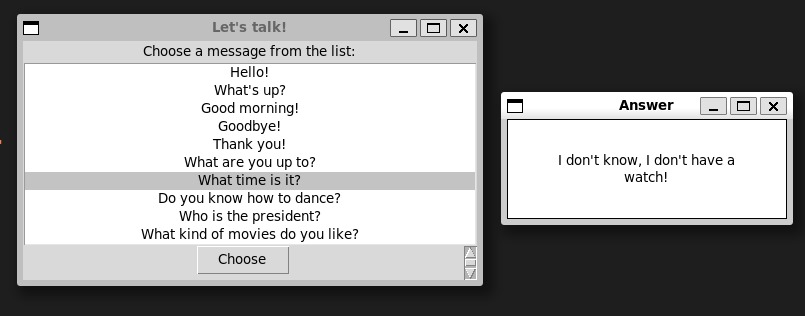 Let's talk!
Choose a message from the list:
Hello!
What's up?
Good morning!
Goodbye!
Thank you!
What are you up to?
What time is it?
Do you know how to dance?
Who is the president?
What kind of movies do you like?
Choose
Answer
I don't know, I don't have a
watch!